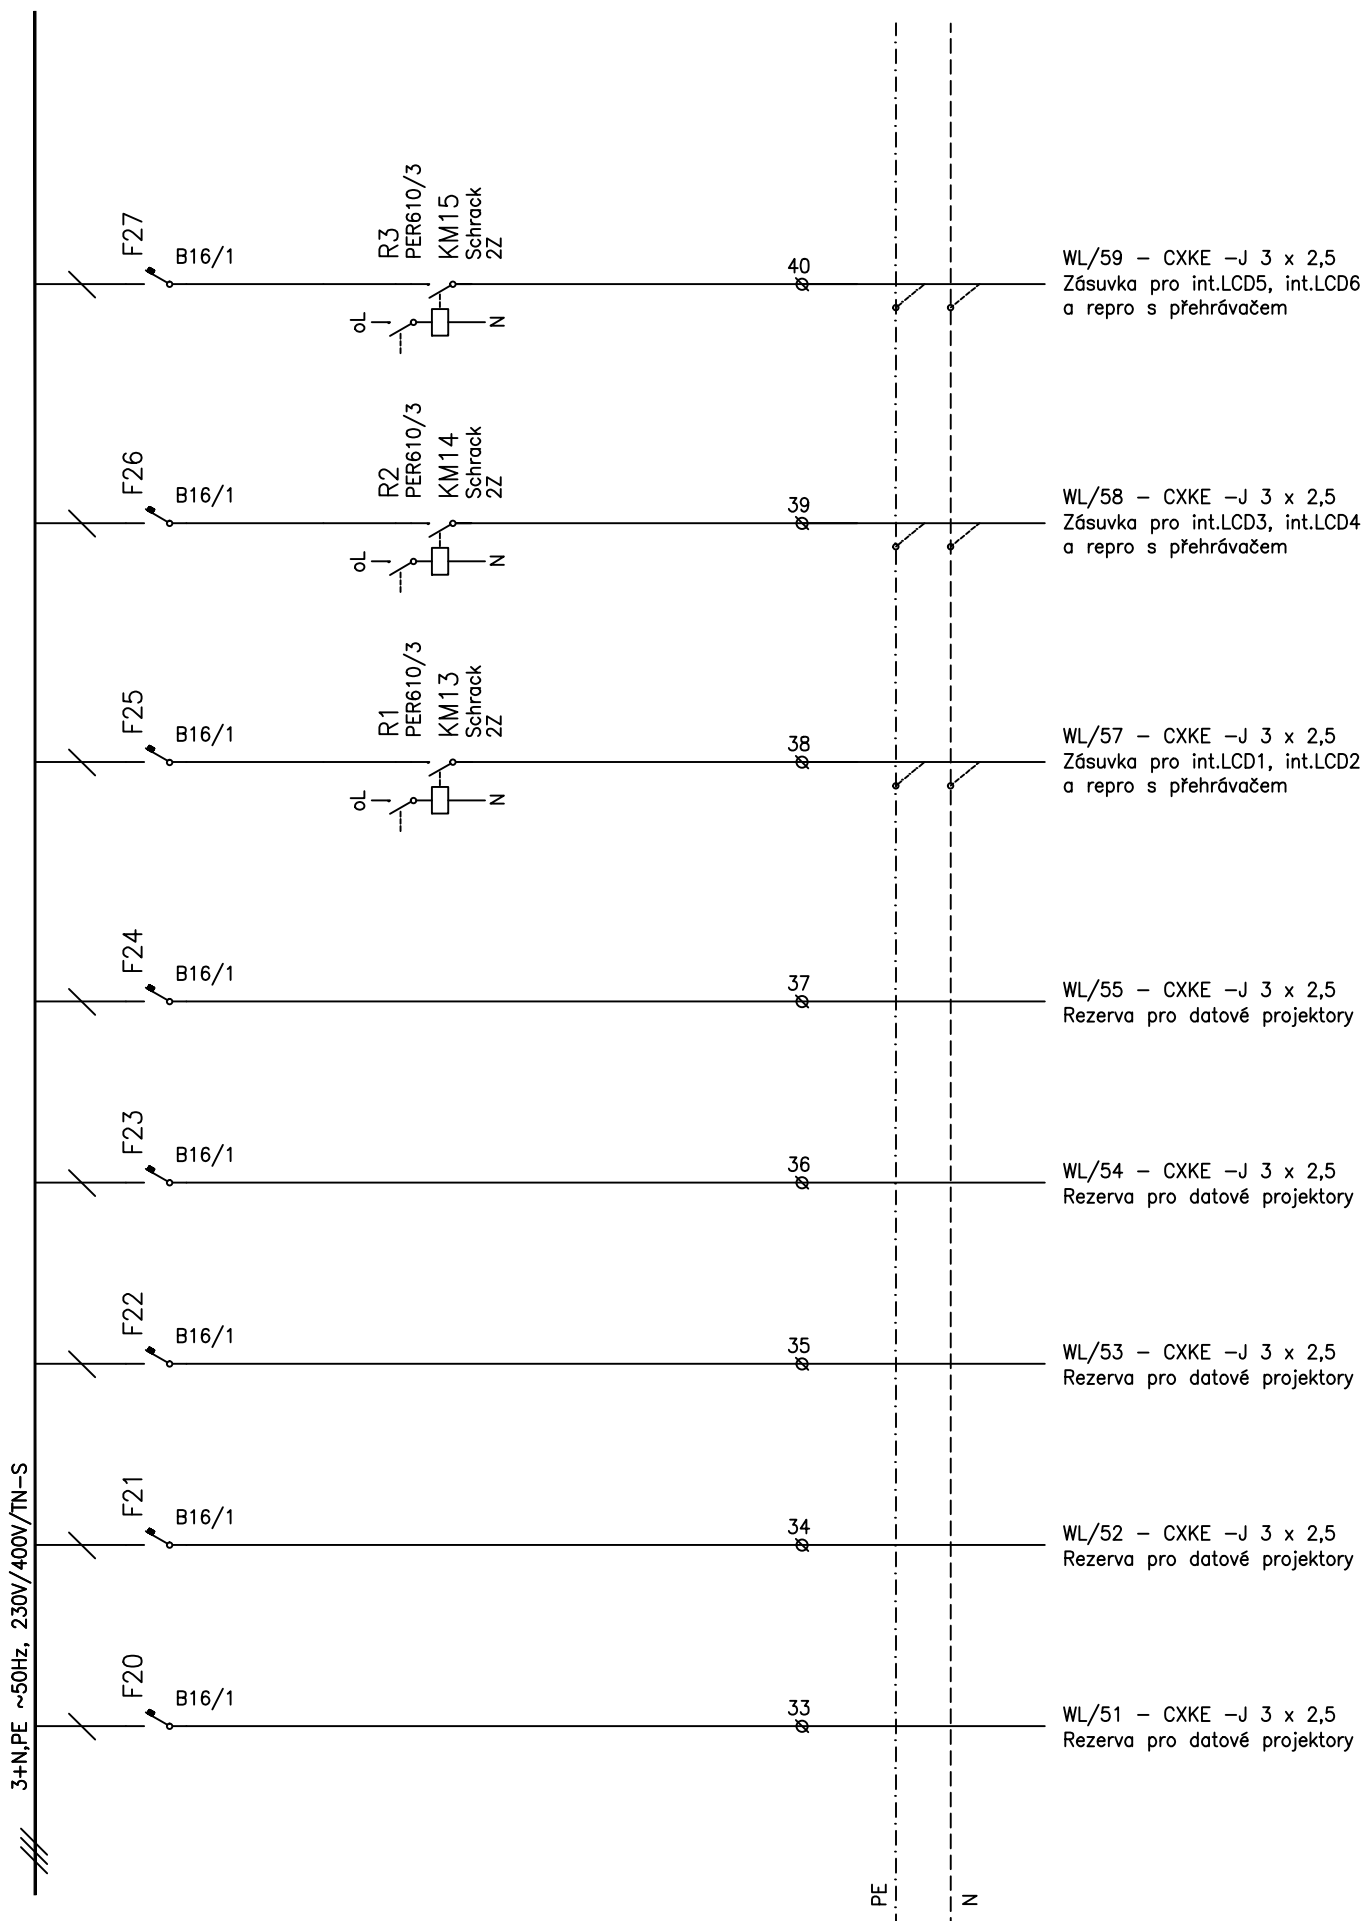 F27
B16/1
R3
PER610/3
KM15
Schrack
2Z
oL
N
40
WL/59 - CXKE -J 3 x 2,5
Zásuvka pro int.LCD5, int.LCD6
a repro s přehrávačem
F26
B16/1
R2
PER610/3
KM14
Schrack
2Z
oL
N
39
WL/58 - CXKE -J 3 x 2,5
Zásuvka pro int.LCD3, int.LCD4
a repro s přehrávačem
F25
B16/1
R1
PER610/3
KM13
Schrack
2Z
oL
N
38
WL/57 - CXKE -J 3 x 2,5
Zásuvka pro int.LCD1, int.LCD2
a repro s přehrávačem
F24
B16/1
37
WL/55 - CXKE -J 3 x 2,5
Rezerva pro datové projektory
F23
B16/1
36
WL/54 - CXKE -J 3 x 2,5
Rezerva pro datové projektory
F22
B16/1
35
WL/53 - CXKE -J 3 x 2,5
Rezerva pro datové projektory
F21
B16/1
34
WL/52 - CXKE -J 3 x 2,5
Rezerva pro datové projektory
F20
B16/1
33
WL/51 - CXKE -J 3 x 2,5
Rezerva pro datové projektory
3+N,PE ~50Hz, 230V/400V/TN-S
PE
N